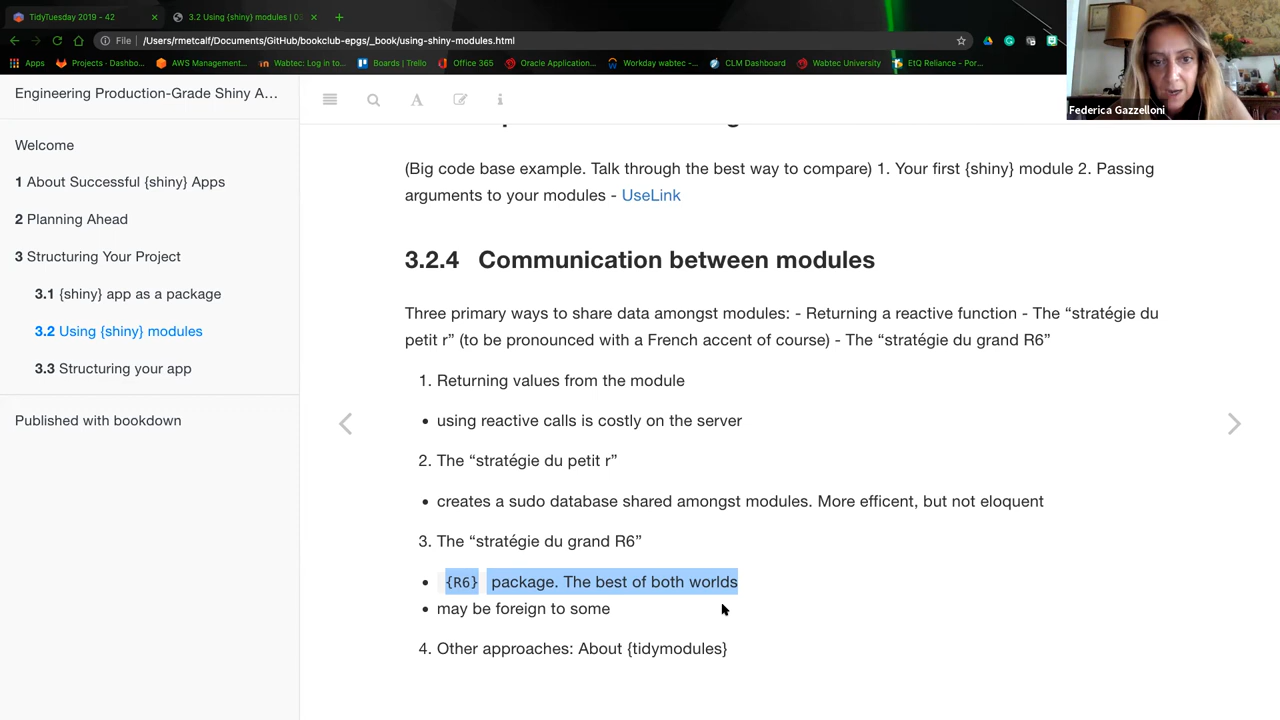 TidyTuesday 2019 - 42
3.2 Using {shiny} modules | 03
File /Users/rmetcalf/Documents/GitHub/bookclub-epgs/_book/using-shiny-modules.html
Apps Projects · Dashbo... AWS Management... Wabtec: Log in to... Boards | Trello Office 365 Oracle Application... Workday wabtec -... CLM Dashboard Wabtec University EtQ Reliance - Por...
Federica Gazzelloni
Engineering Production-Grade Shiny A...
Welcome
1 About Successful {shiny} Apps
2 Planning Ahead
3 Structuring Your Project
3.1 {shiny} app as a package
3.2 Using {shiny} modules
3.3 Structuring your app
Published with bookdown
(Big code base example. Talk through the best way to compare) 1. Your first {shiny} module 2. Passing
arguments to your modules - UseLink
3.2.4 Communication between modules
Three primary ways to share data amongst modules: - Returning a reactive function - The “stratégie du
petit r” (to be pronounced with a French accent of course) - The “stratégie du grand R6”
1. Returning values from the module
• using reactive calls is costly on the server
2. The “stratégie du petit r”
• creates a sudo database shared amongst modules. More efficent, but not eloquent
3. The “stratégie du grand R6”
• {R6} package. The best of both worlds
• may be foreign to some
4. Other approaches: About {tidymodules}